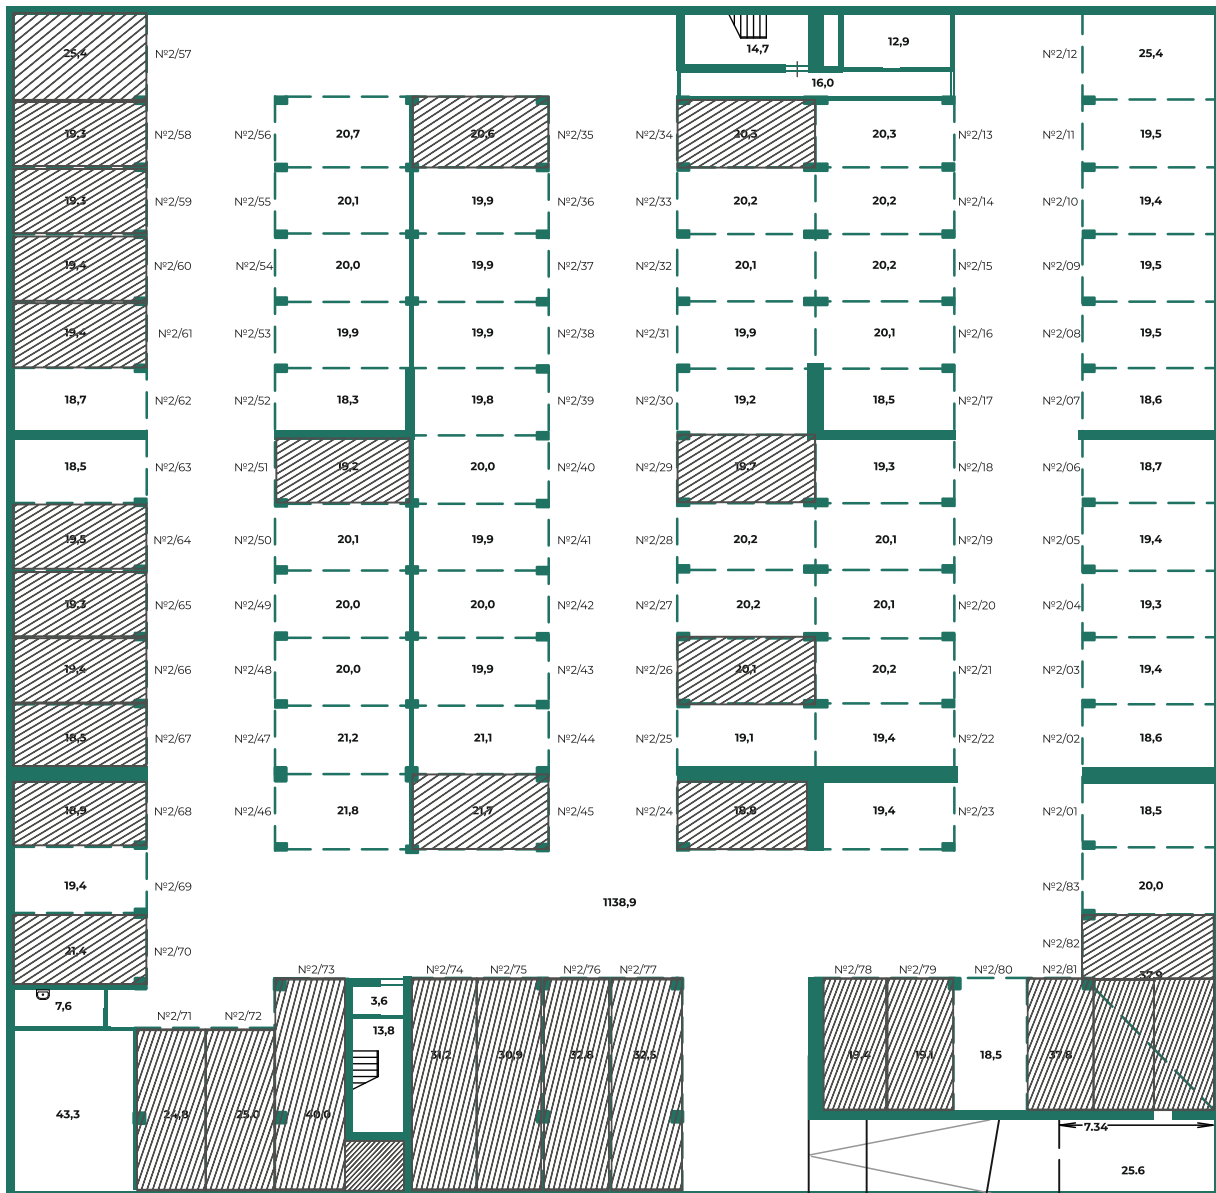 25,4 №2/57 14,7 12,9 №2/12 25,4
16,0
19,3 №2/58 №2/56 20,7 20,6 №2/35 №2/34 20,3 20,3 №2/13 №2/11 19,5
19,3 №2/59 №2/55 20,1 19,9 №2/36 №2/33 20,2 20,2 №2/14 №2/10 19,4
19,4 №2/60 №2/54 20,0 19,9 №2/37 №2/32 20,1 20,2 №2/15 №2/09 19,5
19,4 №2/61 №2/53 19,9 19,9 №2/38 №2/31 19,9 20,1 №2/16 №2/08 19,5
18,7 №2/62 №2/52 18,3 19,8 №2/39 №2/30 19,2 18,5 №2/17 №2/07 18,6
18,5 №2/63 №2/51 19,2 20,0 №2/40 №2/29 19,7 19,3 №2/18 №2/06 18,7
19,5 №2/64 №2/50 20,1 19,9 №2/41 №2/28 20,2 20,1 №2/19 №2/05 19,4
19,3 №2/65 №2/49 20,0 20,0 №2/42 №2/27 20,2 20,1 №2/20 №2/04 19,3
19,4 №2/66 №2/48 20,0 19,9 №2/43 №2/26 20,1 20,2 №2/21 №2/03 19,4
18,5 №2/67 №2/47 21,2 21,1 №2/44 №2/25 19,1 19,4 №2/22 №2/02 18,6
18,9 №2/68 №2/46 21,8 21,7 №2/45 №2/24 18,8 19,4 №2/23 №2/01 18,5
19,4 №2/69 №2/83 20,0
1138,9
21,4 №2/70 №2/82
№2/73 №2/74 №2/75 №2/76 №2/77 №2/78 №2/79 №2/80 №2/81 37,9
7,6 3,6
№2/71 №2/72 13,8
31,2 30,9 32,8 32,5 19,4 19,1 18,5 37,8
43,3 24,8 25,0 40,0
7.34
25.6